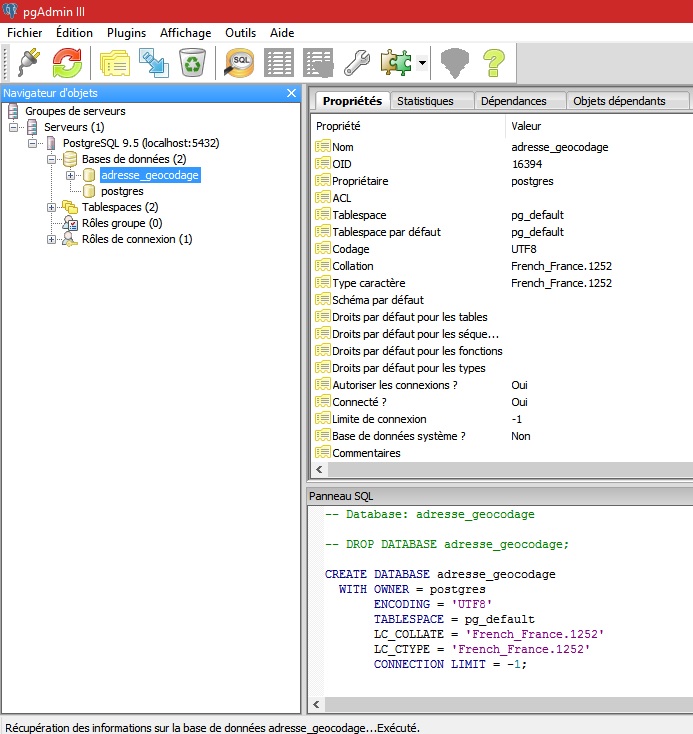 pgAdmin III
Fichier Édition Plugins Affichage Outils Aide
SQL
Navigateur d'objets
Groupes de serveurs
Serveurs (1)
PostgreSQL 9.5 (localhost:5432)
Bases de données (2)
adresse_geocodage
postgres
Tablespaces (2)
Rôles groupe (0)
Rôles de connexion (1)
Propriétés Statistiques Dépendances Objets dépendants
Propriété Valeur
Nom adresse_geocodage
OID 16394
Propriétaire postgres
ACL
Tablespace pg_default
Tablespace par défaut pg_default
Codage UTF8
Collation French_France.1252
Type caractère French_France.1252
Schéma par défaut
Droits par défaut pour les tables
Droits par défaut pour les séque...
Droits par défaut pour les fonctions
Droits par défaut pour les types
Autoriser les connexions ? Oui
Connecté ? Oui
Limite de connexion -1
Base de données système ? Non
Commentaires
Panneau SQL
-- Database: adresse_geocodage
-- DROP DATABASE adresse_geocodage;
CREATE DATABASE adresse_geocodage
WITH OWNER = postgres
ENCODING = 'UTF8'
TABLESPACE = pg_default
LC_COLLATE = 'French_France.1252'
LC_CTYPE = 'French_France.1252'
CONNECTION LIMIT = -1;
Récupération des informations sur la base de données adresse_geocodage...Exécuté.